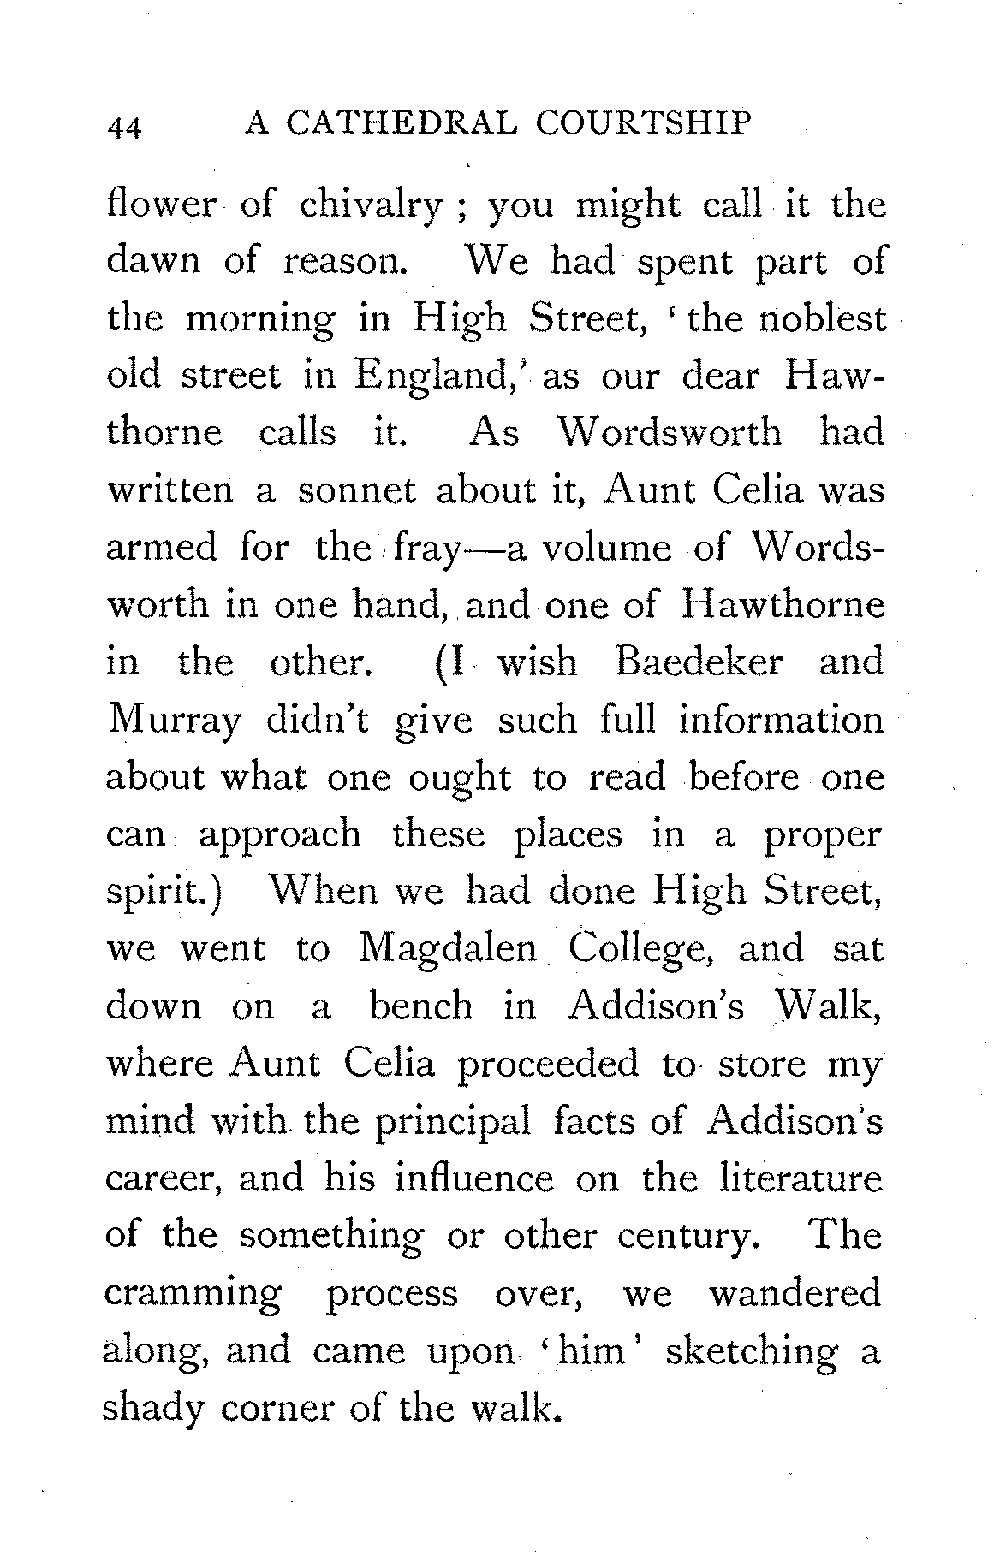 44 A CATHEDRAL COURTSHIP
flower of chivalry ; you might call it the
dawn of reason. We had spent part of
the morning in High Street, ‘ the noblest
old street in England,’ as our dear Haw-
thorne calls it. As Wordsworth had
written a sonnet about it, Aunt Celia was
armed for the fray—a volume of Words-
worth in one hand, and one of Hawthorne
in the other. (I wish Baedeker and
Murray didn’t give such full information
about what one ought to read before one
can approach these places in a proper
spirit.) When we had done High Street,
we went to Magdalen College, and sat
down on a bench in Addison’s Walk,
where Aunt Celia proceeded to store my
mind with the principal facts of Addison’s
career, and his influence on the literature
of the something or other century. The
cramming process over, we wandered
along, and came upon ‘ him ’ sketching a
shady corner of the walk.